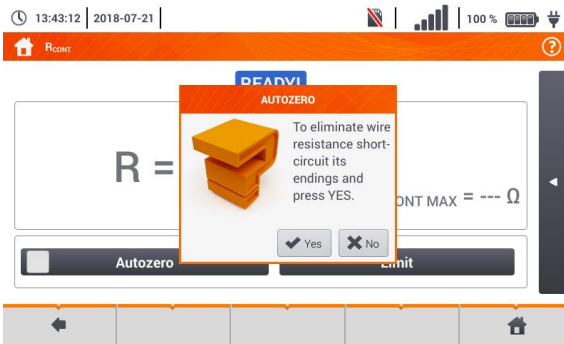 13:43:12 2018-07-21 100 %
RCONT ?
READY!
AUTOZERO
To eliminate wire
resistance short-
circuit its
endings and
press YES.
R =
CONT MAX = --- Ω
Yes No
Autozero Limit